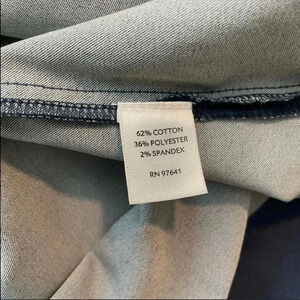 62% COTTON
36% POLYESTER
2% SPANDEX
RN 97641